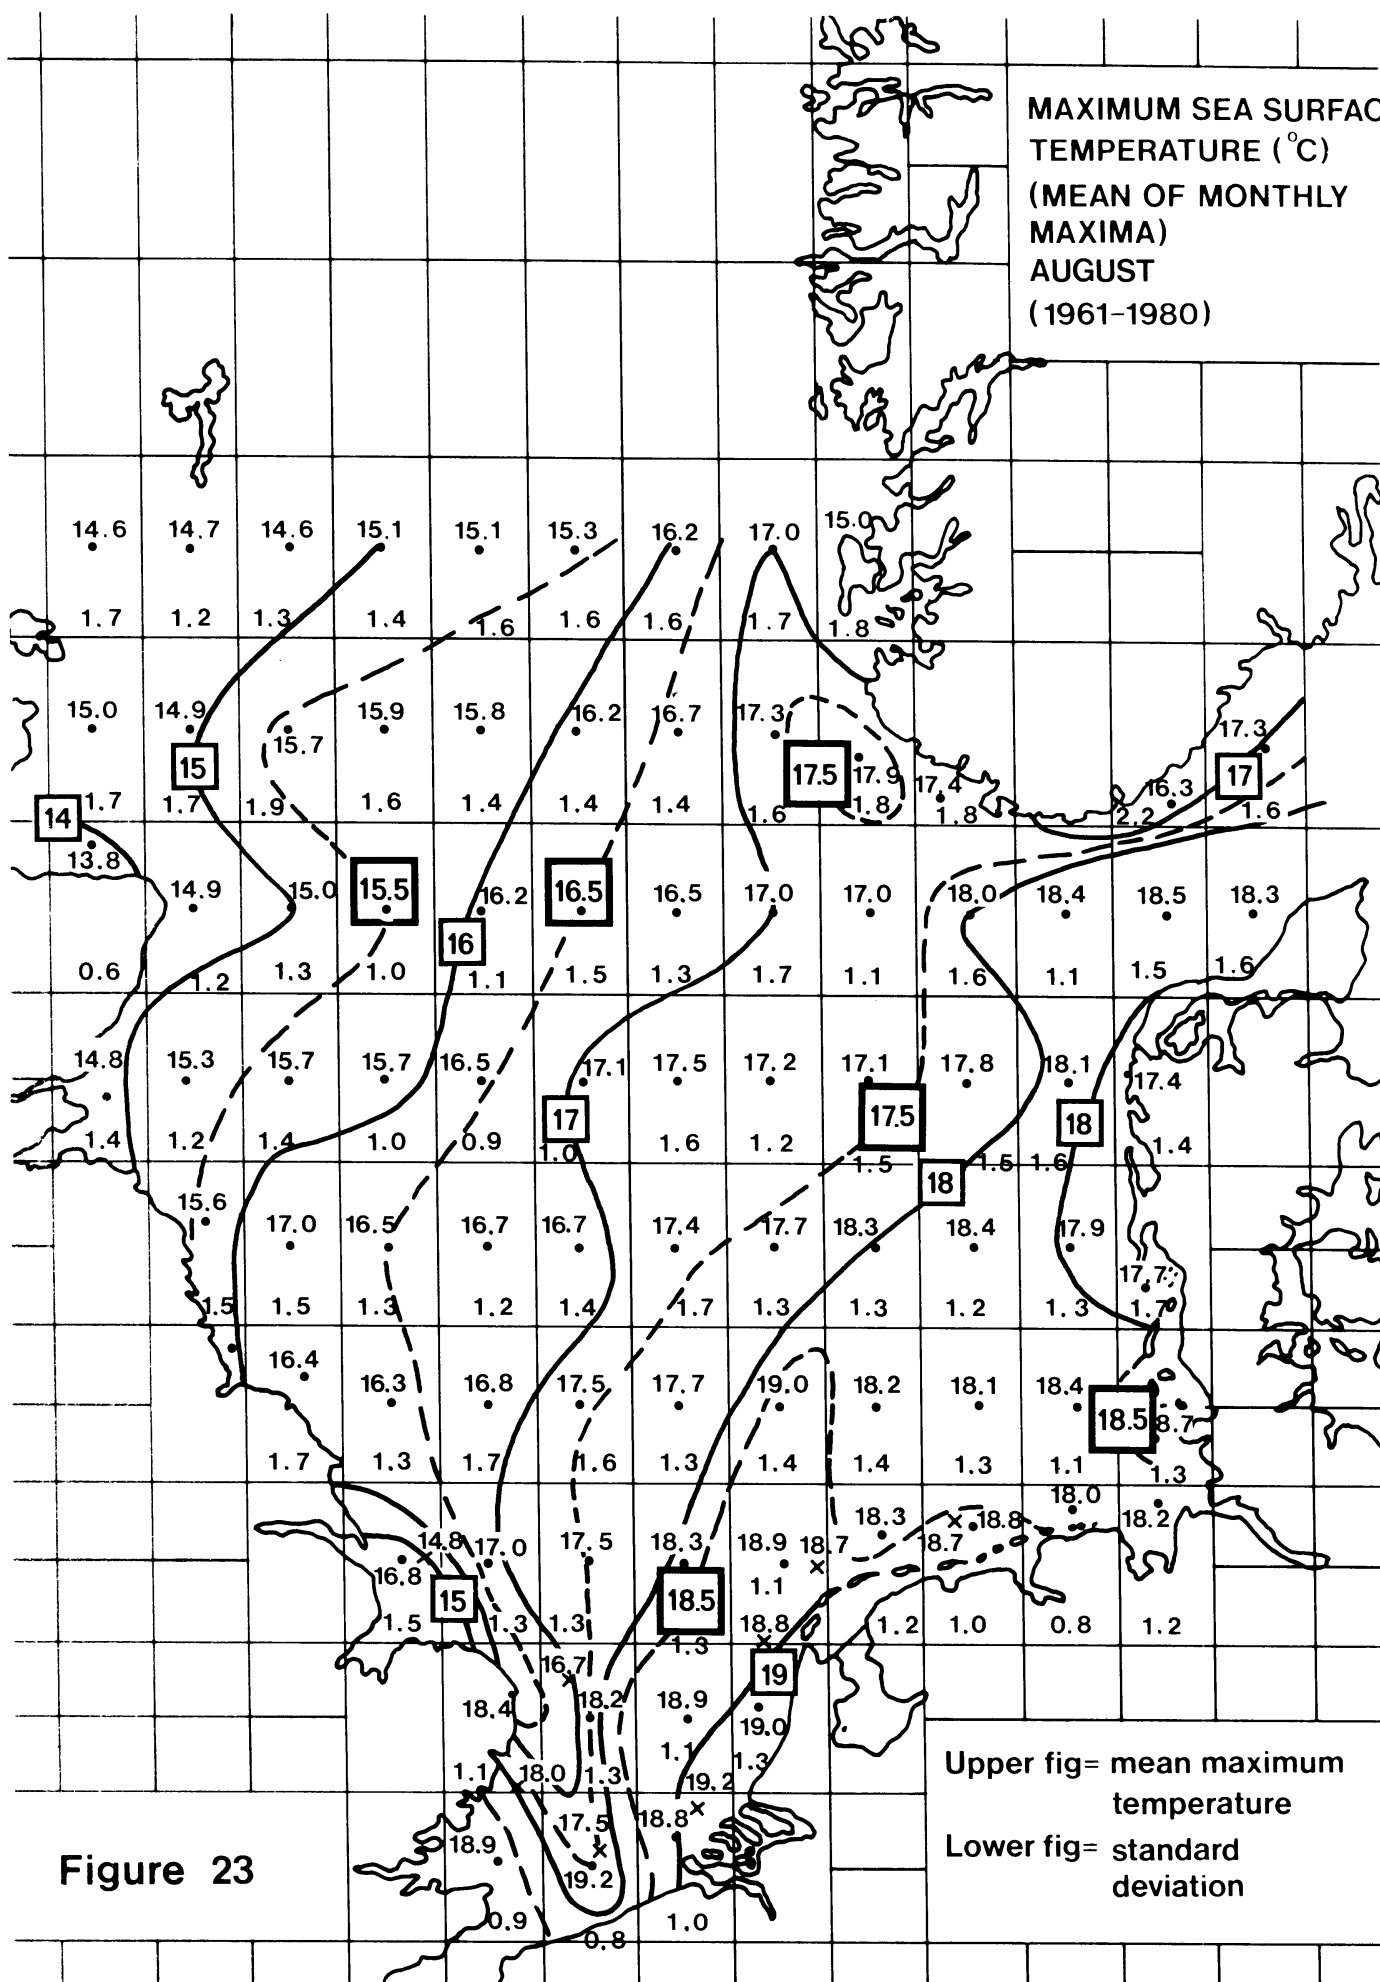 MAXIMUM SEA SURFAC
TEMPERATURE (°C)
(MEAN OF MONTHLY
MAXIMA)
AUGUST
(1961-1980)
14.6 14.7 14.6 15.1 15.1 15.3 16.2 17.0 15.0
1.7 1.2 1.3 1.4 1.6 1.6 1.6 1.7 1.8
15.0 14.9 15.7 15.9 15.8 16.2 16.7 17.3 17.9 17.4 16.3 17.3
15 17.5 17
14 1.7 1.7 1.9 1.6 1.4 1.4 1.4 1.6 1.8 1.8 2.2 1.6
13.8 14.9 15.0 15.5 16.2 16.5 16.5 17.0 17.0 18.0 18.4 18.5 18.3
16
0.6 1.2 1.3 1.0 1.1 1.5 1.3 1.7 1.1 1.6 1.1 1.5 1.6
14.8 15.3 15.7 15.7 16.5 17.1 17.5 17.2 17.1 17.8 18.1 17.4
17 17.5 18
1.4 1.2 1.4 1.0 0.9 1.0 1.6 1.2 1.5 1.5 1.6 1.4
18
15.6 17.0 16.5 16.7 16.7 17.4 17.7 18.3 18.4 17.9 17.7
1.5 1.5 1.3 1.2 1.4 1.7 1.3 1.3 1.2 1.3 1.7
16.4 16.3 16.8 17.5 17.7 19.0 18.2 18.1 18.4 18.5 8.7
1.7 1.3 1.7 1.6 1.3 1.4 1.4 1.3 1.1 1.3
16.8 14.8 17.0 17.5 18.3 18.9 18.7 18.3 18.7 18.8 18.0 18.2
15 18.5 1.1
1.5 1.3 1.3 1.3 18.8 1.2 1.0 0.8 1.2
16.7 19
18.4 18.2 18.9 19.0
1.1 18.0 1.3 1.1 1.3
19.2
17.5 18.8
18.9 19.2
0.9 0.8 1.0
Upper fig= mean maximum
temperature
Lower fig= standard
deviation
Figure 23